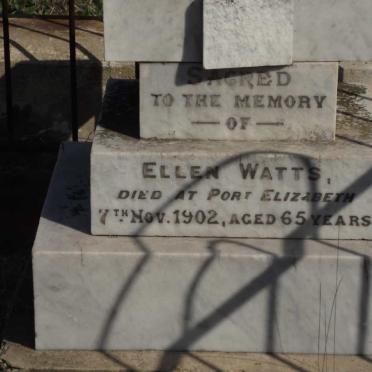 SACRED
TO THE MEMORY
OF
ELLEN WATTS,
DIED AT PORT ELIZABETH
7TH NOV. 1902, AGED 65 YEARS